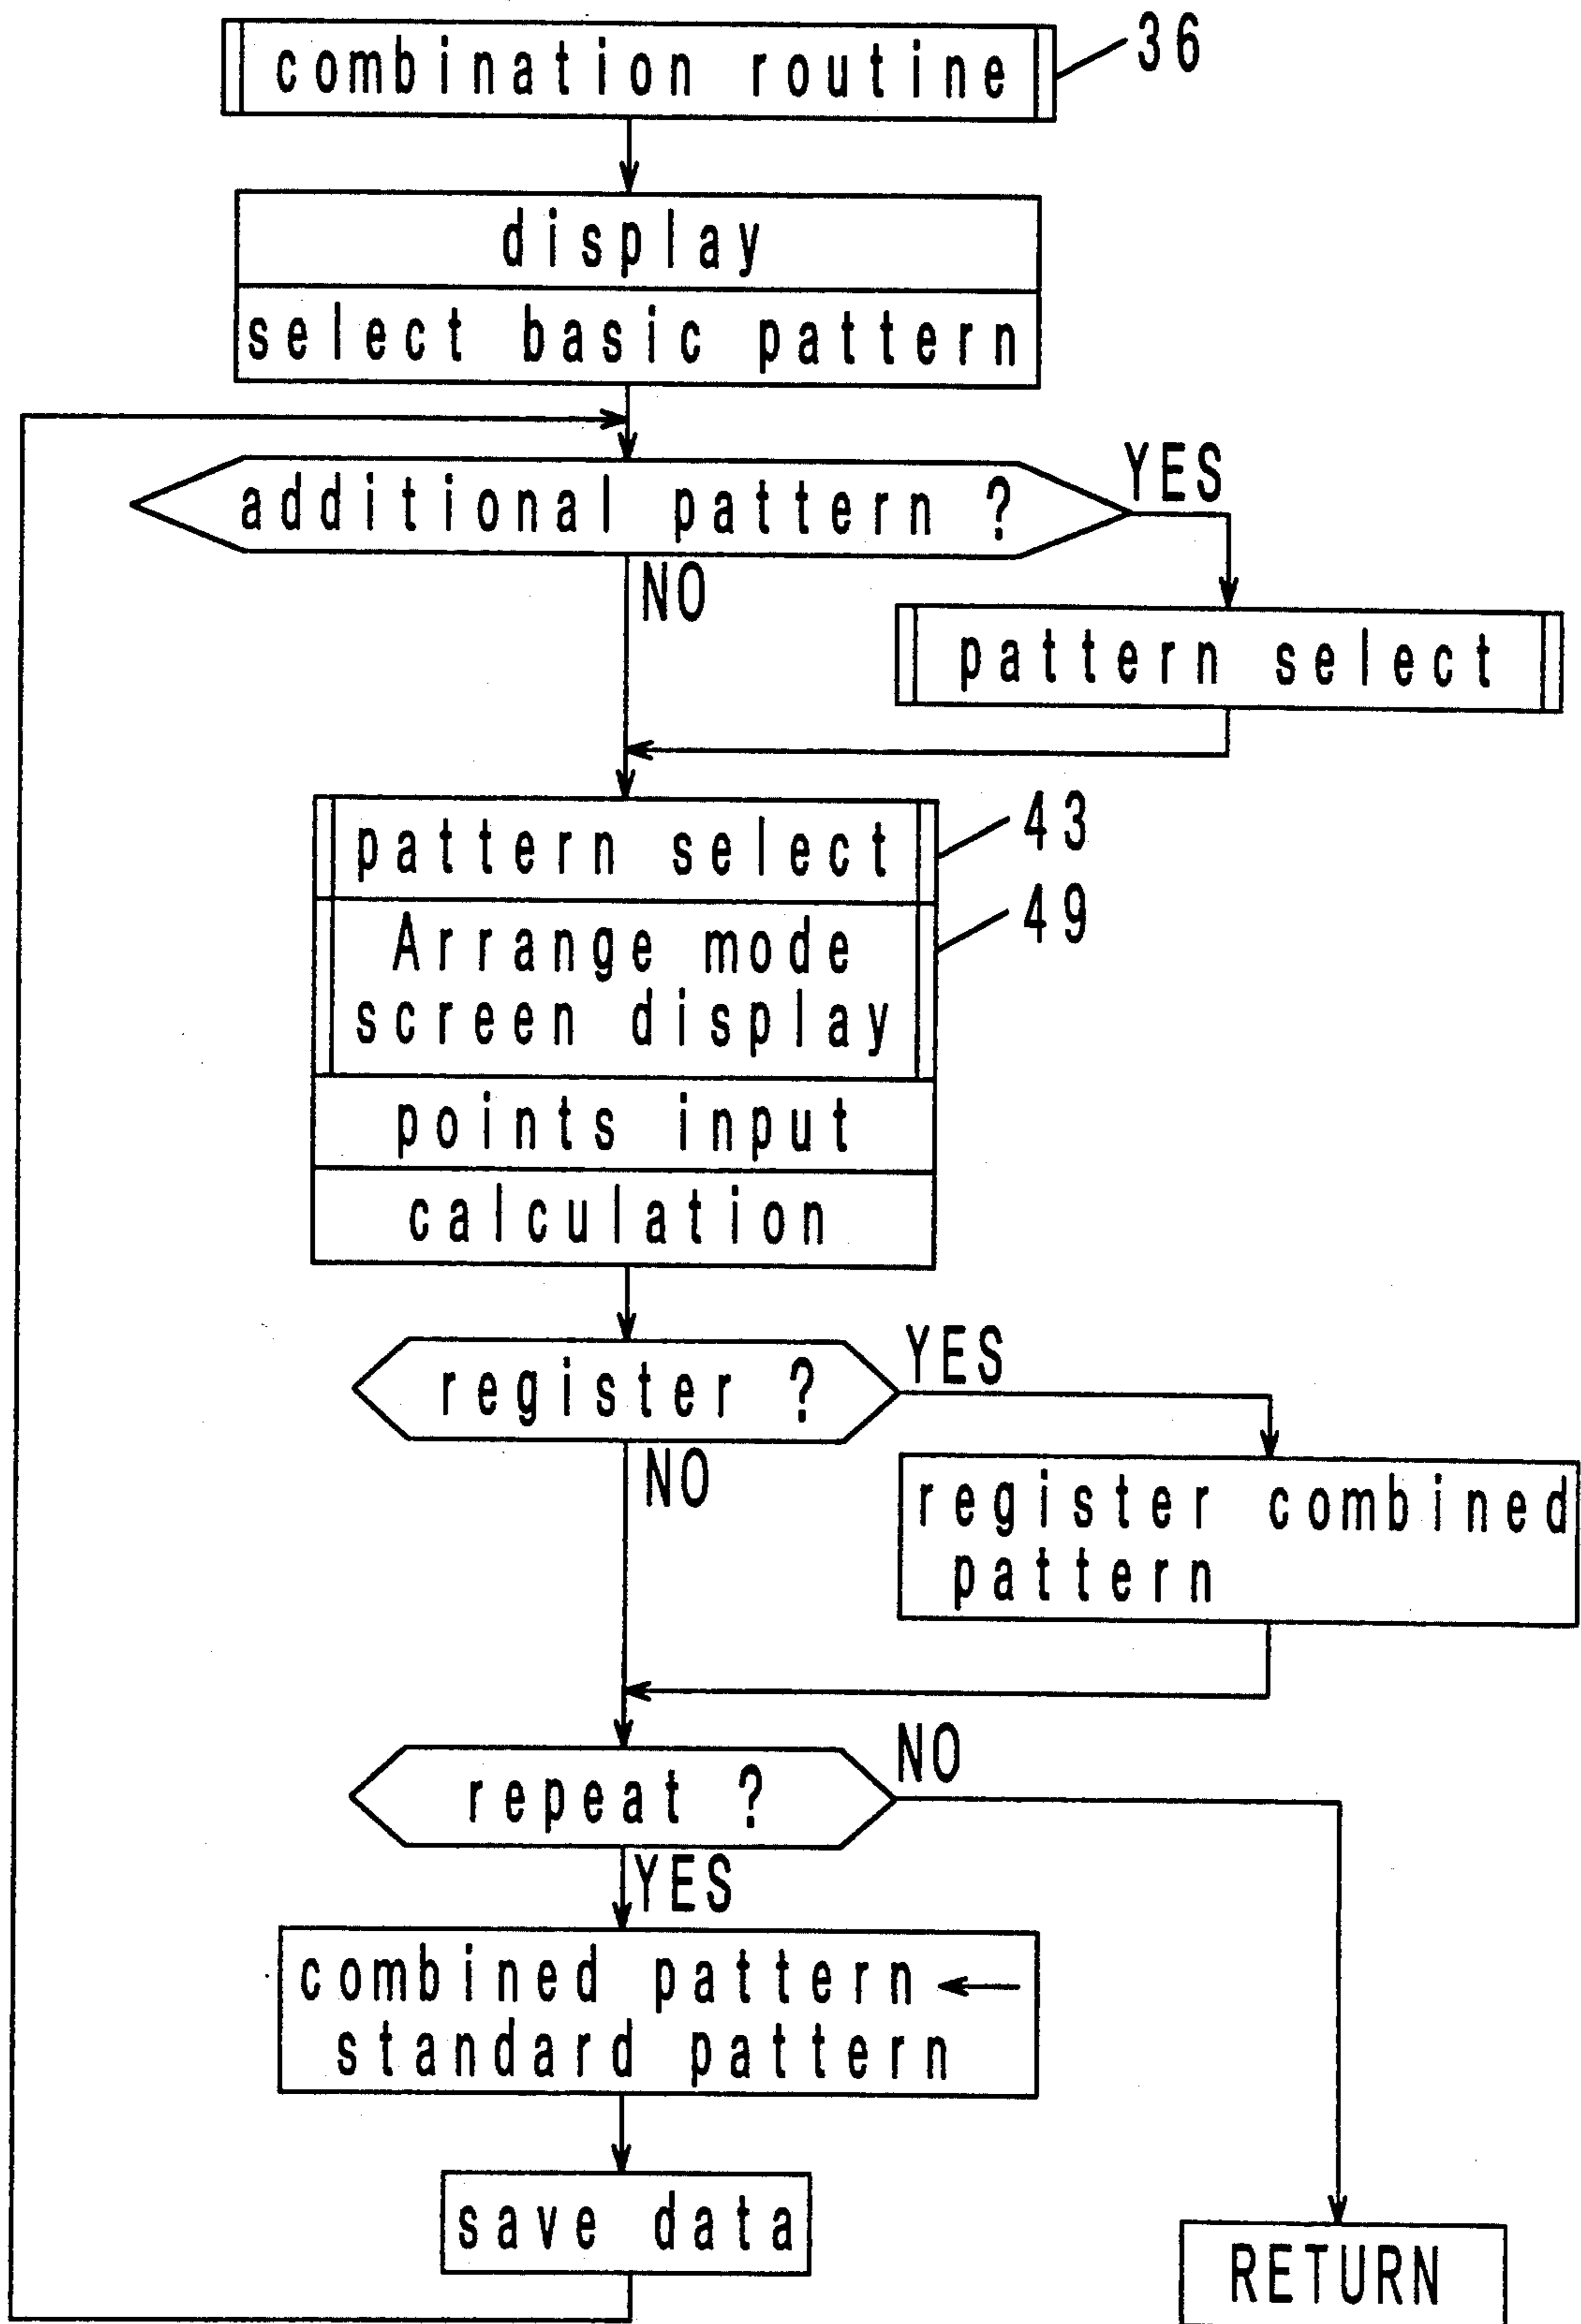 combination routine
36
display
select basic pattern
additional pattern ?
YES
NO
pattern select
pattern select
43
Arrange mode
screen display
49
points input
calculation
register ?
YES
NO
register combined
pattern
repeat ?
NO
YES
combined pattern ←
standard pattern
save data
RETURN